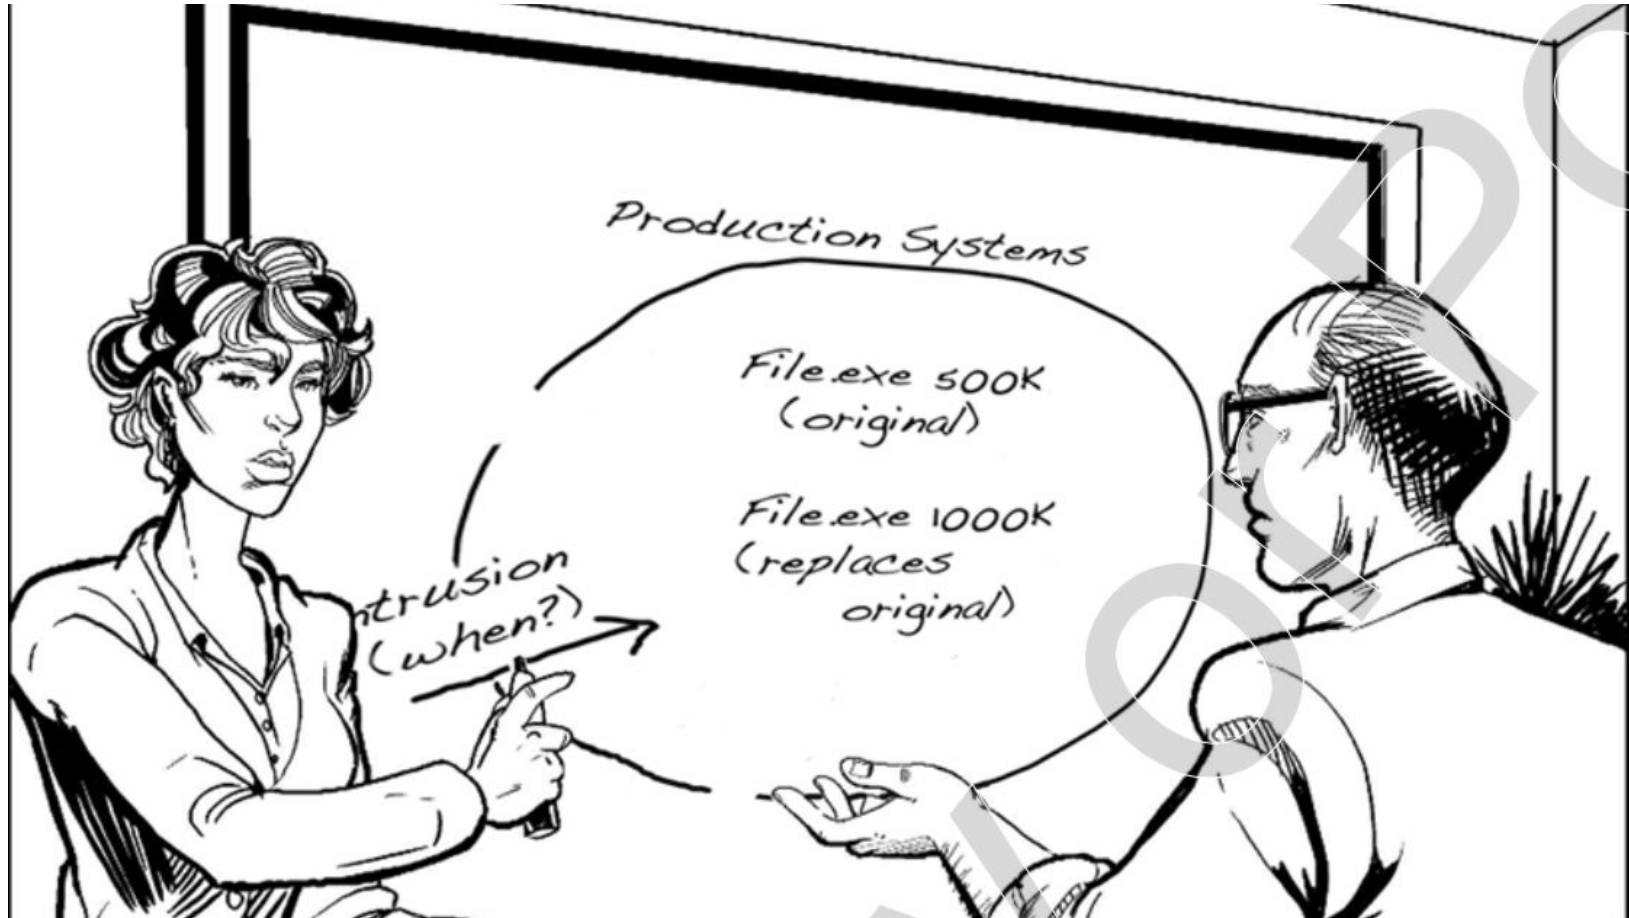 Production Systems
File.exe 500K
(original)
File.exe 1000K
(replaces
original)
ntrusion
(when?)